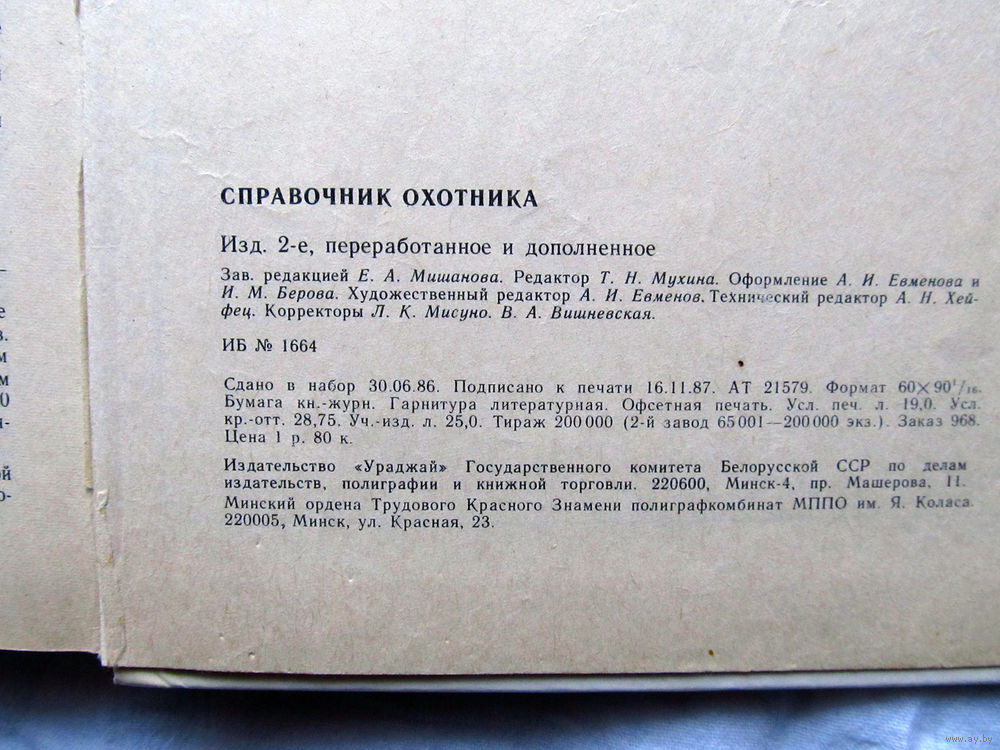 СПРАВОЧНИК ОХОТНИКА
Изд. 2-е, переработанное и дополненное
Зав. редакцией Е. А. Мишанова. Редактор Т. Н. Мухина. Оформление А. И. Евменова и
И. М. Берова. Художественный редактор А. И. Евменов. Технический редактор А. Н. Хей-
фец. Корректоры Л. К. Мисуно. В. А. Вишневская.
ИБ № 1664
Сдано в набор 30.06.86. Подписано к печати 16.11.87. АТ 21579. Формат 60×90¹/₁₆.
Бумага кн.-журн. Гарнитура литературная. Офсетная печать. Усл. печ. л. 19,0. Усл.
кр.-отт. 28,75. Уч.-изд. л. 25,0. Тираж 200 000 (2-й завод 65 001—200 000 экз.). Заказ 968.
Цена 1 р. 80 к.
Издательство «Ураджай» Государственного комитета Белорусской ССР по делам
издательств, полиграфии и книжной торговли. 220600, Минск-4, пр. Машерова, 11.
Минский ордена Трудового Красного Знамени полиграфкомбинат МППО им. Я. Коласа.
220005, Минск, ул. Красная, 23.
www.ay.by